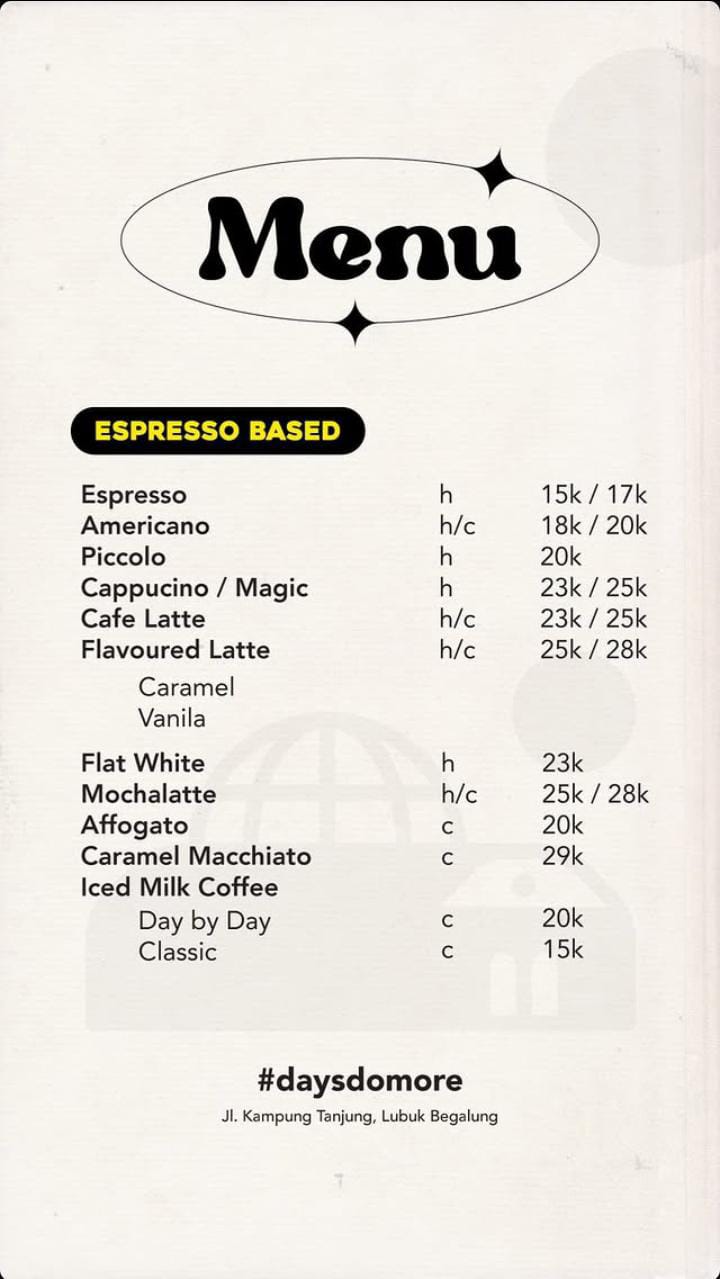 Menu
ESPRESSO BASED
Espresso h 15k / 17k
Americano h/c 18k / 20k
Piccolo h 20k
Cappucino / Magic h 23k / 25k
Cafe Latte h/c 23k / 25k
Flavoured Latte h/c 25k / 28k
Caramel
Vanila
Flat White h 23k
Mochalatte h/c 25k / 28k
Affogato c 20k
Caramel Macchiato c 29k
Iced Milk Coffee
Day by Day c 20k
Classic c 15k
#daysdomore
Jl. Kampung Tanjung, Lubuk Begalung